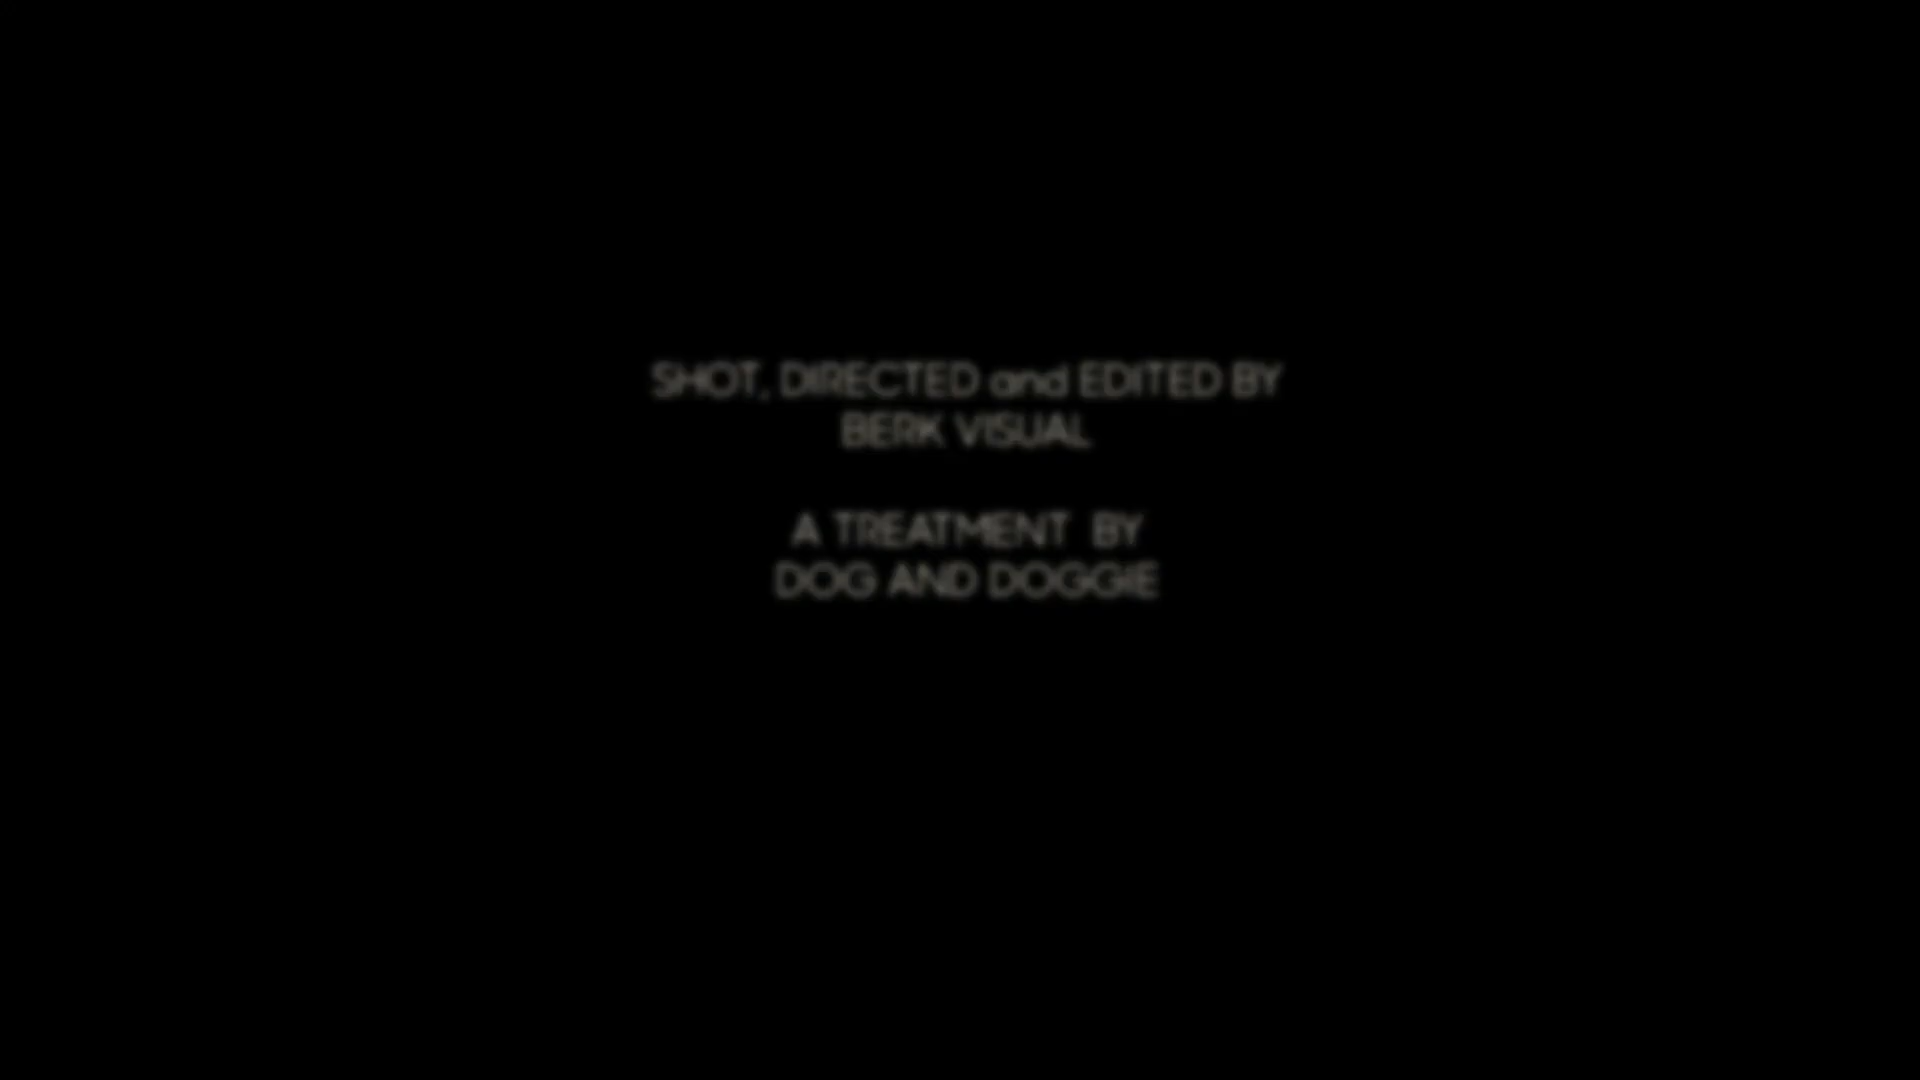 SHOT, DIRECTED and EDITED BY
BERK VISUAL
A TREATMENT BY
DOG AND DOGGIE